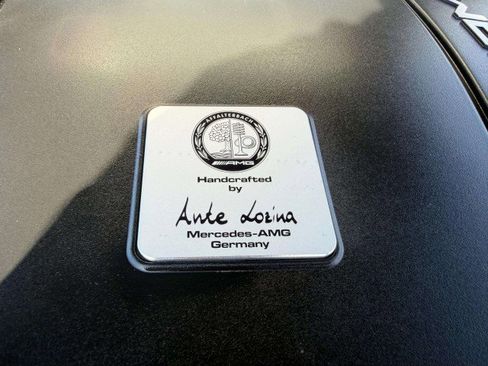 AFFALTERBACH
AMG
Handcrafted
by
Ante Lozina
Mercedes-AMG
Germany